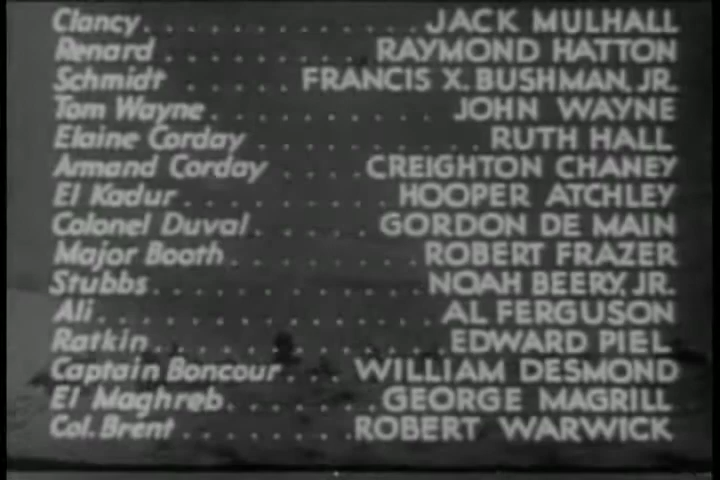 Clancy. . . . . . . . . . . . . JACK MULHALL
Renard . . . . . . . . . . RAYMOND HATTON
Schmidt . . . . . FRANCIS X. BUSHMAN, JR.
Tom Wayne. . . . . . . . . . . JOHN WAYNE
Elaine Corday . . . . . . . . . RUTH HALL
Armand Corday . . . . CREIGHTON CHANEY
El Kadur. . . . . . . . . HOOPER ATCHLEY
Colonel Duval. . . . . . GORDON DE MAIN
Major Booth. . . . . . . . ROBERT FRAZER
Stubbs. . . . . . . . . . . NOAH BEERY, JR.
Ali. . . . . . . . . . . . . . AL FERGUSON
Ratkin. . . . . . . . . . . . EDWARD PIEL
Captain Boncour. . . WILLIAM DESMOND
El Maghreb. . . . . . . GEORGE MAGRILL
Col. Brent. . . . . . . ROBERT WARWICK